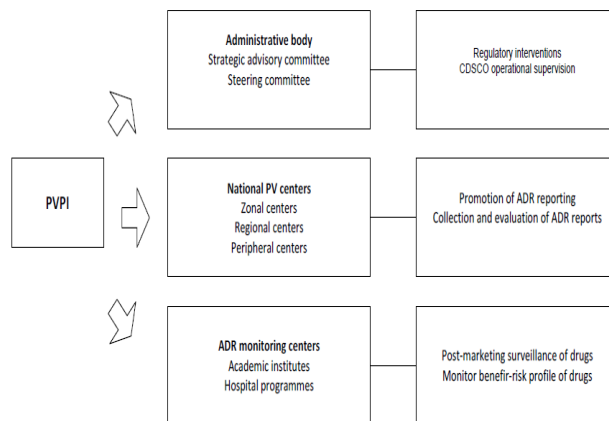 Administrative body
Strategic advisory committee
Steering committee
Regulatory interventions
CDSCO operational supervision
PVPI
National PV centers
Zonal centers
Regional centers
Peripheral centers
Promotion of ADR reporting
Collection and evaluation of ADR reports
ADR monitoring centers
Academic institutes
Hospital programmes
Post-marketing surveillance of drugs
Monitor benefir-risk profile of drugs